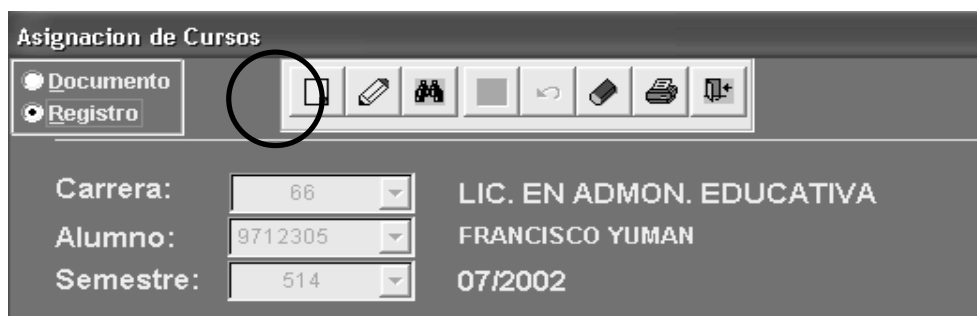 Asignacion de Cursos
Documento
Registro
Carrera: 66 LIC. EN ADMON. EDUCATIVA
Alumno: 9712305 FRANCISCO YUMAN
Semestre: 514 07/2002